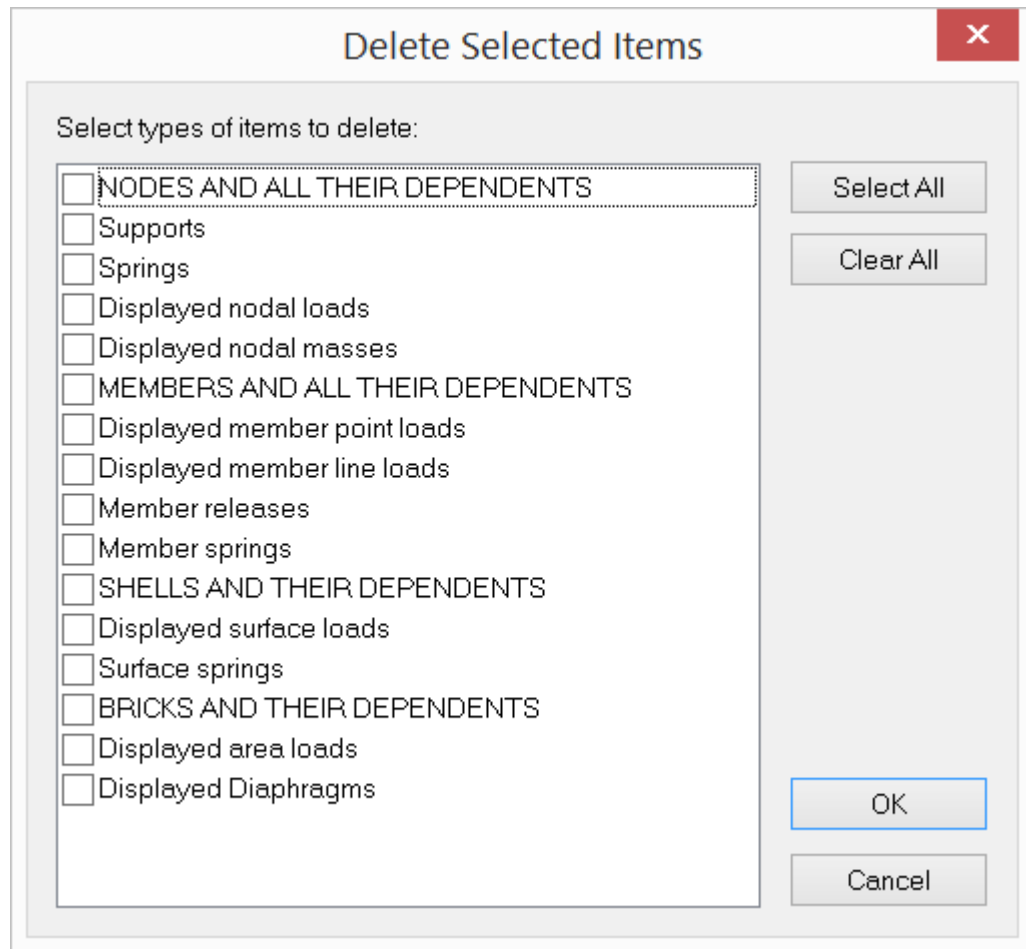 Delete Selected Items
Select types of items to delete:
NODES AND ALL THEIR DEPENDENTS
Supports
Springs
Displayed nodal loads
Displayed nodal masses
MEMBERS AND ALL THEIR DEPENDENTS
Displayed member point loads
Displayed member line loads
Member releases
Member springs
SHELLS AND THEIR DEPENDENTS
Displayed surface loads
Surface springs
BRICKS AND THEIR DEPENDENTS
Displayed area loads
Displayed Diaphragms
Select All
Clear All
OK
Cancel